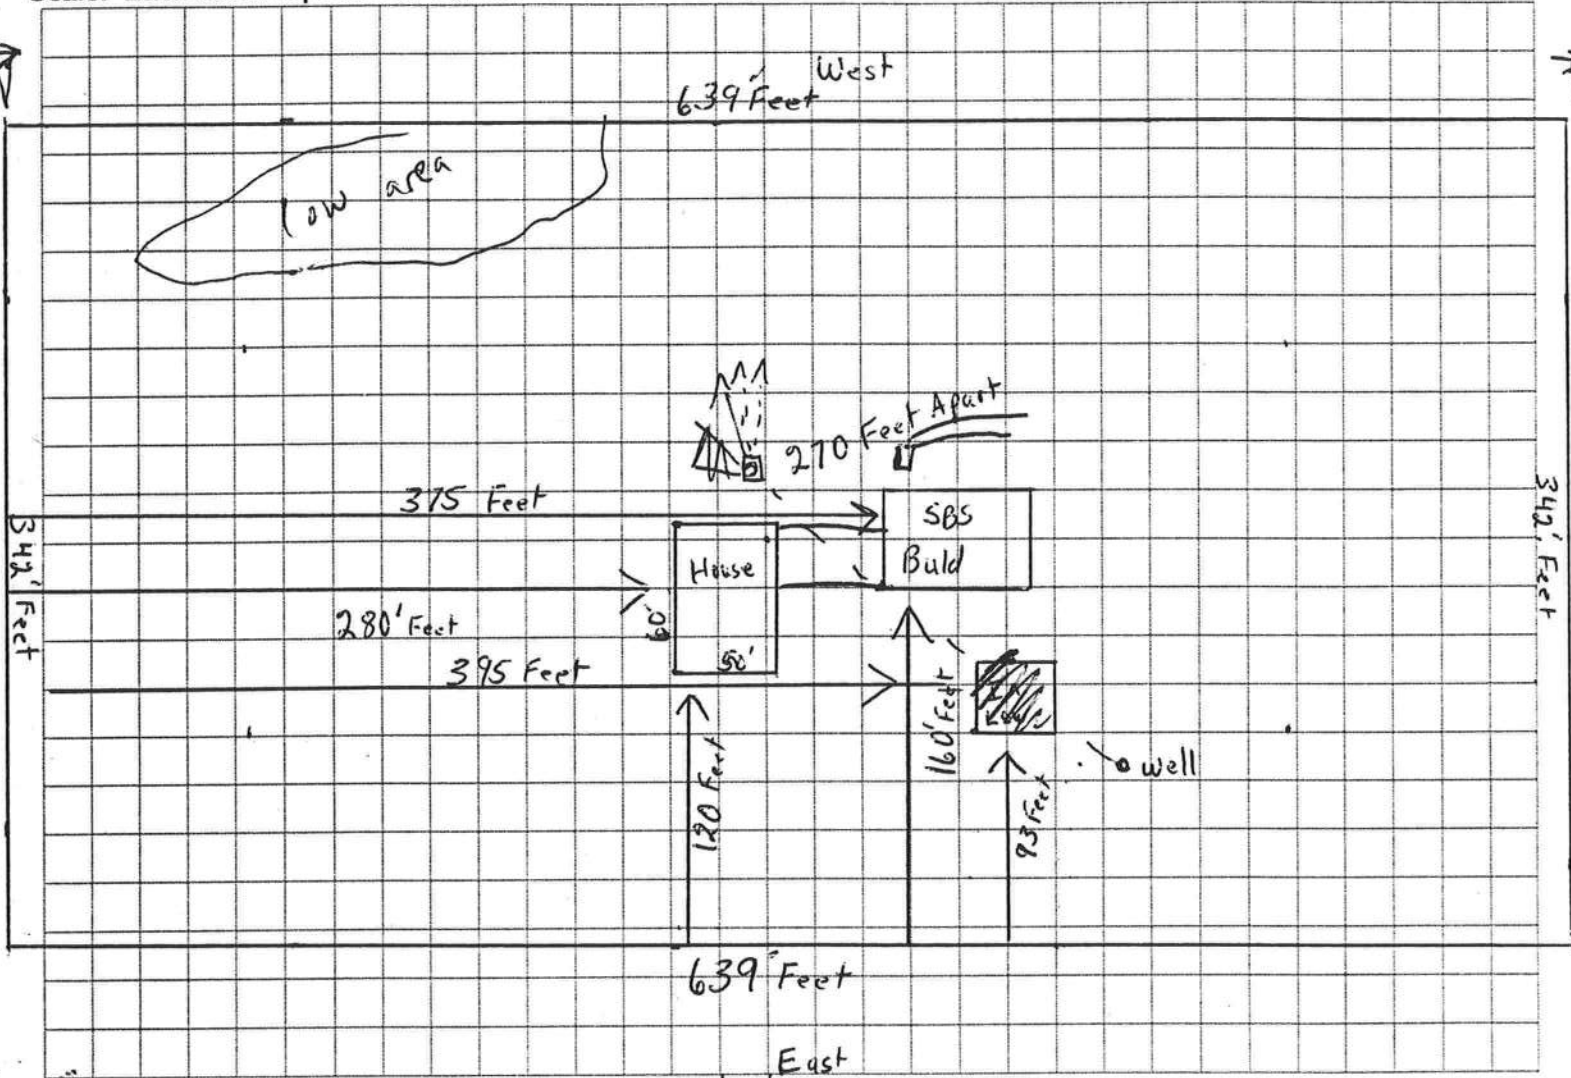 West
639' Feet
low area
270 Feet Apart
375 Feet
SBS
Buld
House
342' Feet
342' Feet
280' Feet
60'
50'
395 Feet
160' Feet
120 Feet
93 Feet
well
639' Feet
East